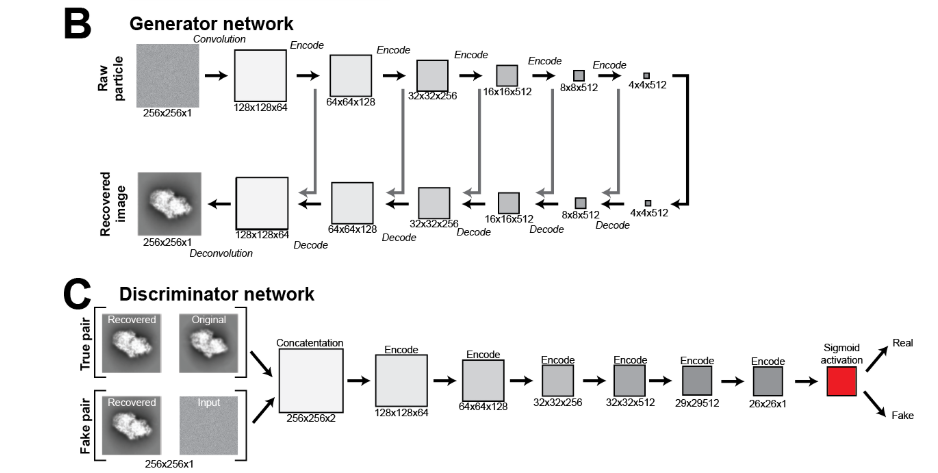 B
Generator network
Raw particle
Convolution
Encode
Encode
Encode
Encode
Encode
256x256x1
128x128x64
64x64x128
32x32x256
16x16x512
8x8x512
4x4x512
Recovered image
256x256x1
128x128x64
64x64x128
32x32x256
16x16x512
8x8x512
4x4x512
Deconvolution
Decode
Decode
Decode
Decode
Decode
C
Discriminator network
True pair
Recovered
Original
Fake pair
Recovered
Input
256x256x1
Concatentation
256x256x2
Encode
128x128x64
Encode
64x64x128
Encode
32x32x256
Encode
32x32x512
Encode
29x29512
Encode
26x26x1
Sigmoid
activation
Real
Fake